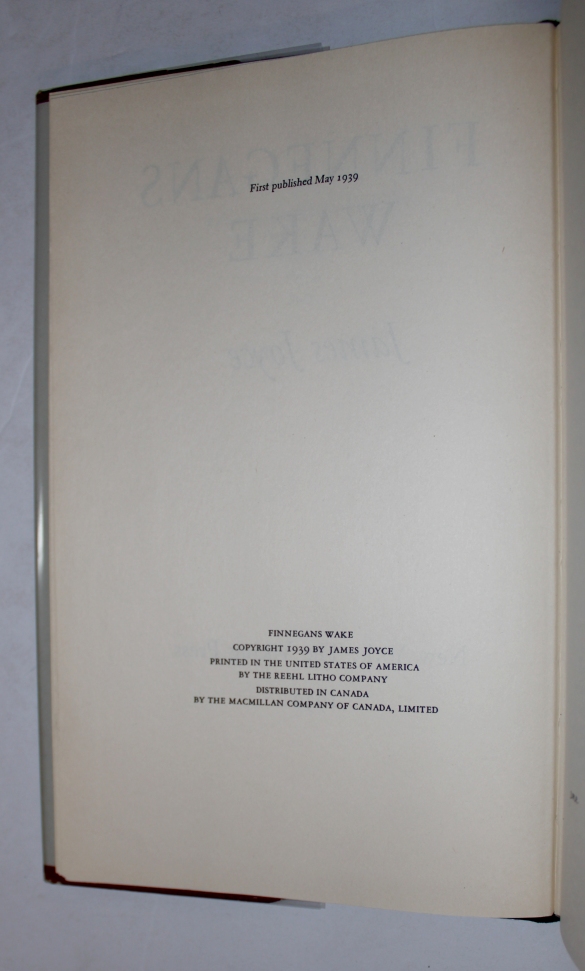 First published May 1939
FINNEGANS WAKE
COPYRIGHT 1939 BY JAMES JOYCE
PRINTED IN THE UNITED STATES OF AMERICA
BY THE REEHL LITHO COMPANY
DISTRIBUTED IN CANADA
BY THE MACMILLAN COMPANY OF CANADA, LIMITED